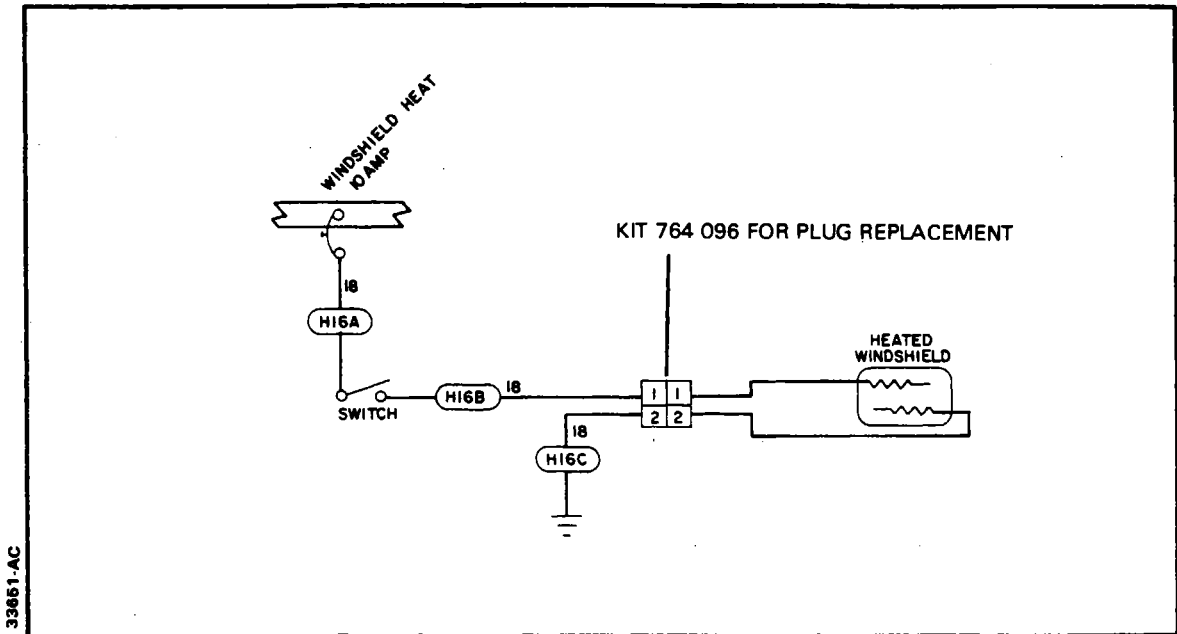 WINDSHIELD HEAT
10 AMP
KIT 764 096 FOR PLUG REPLACEMENT
18
H16A
HEATED
WINDSHIELD
SWITCH
H16B
18
1 1
2 2
18
H16C
33661-AC